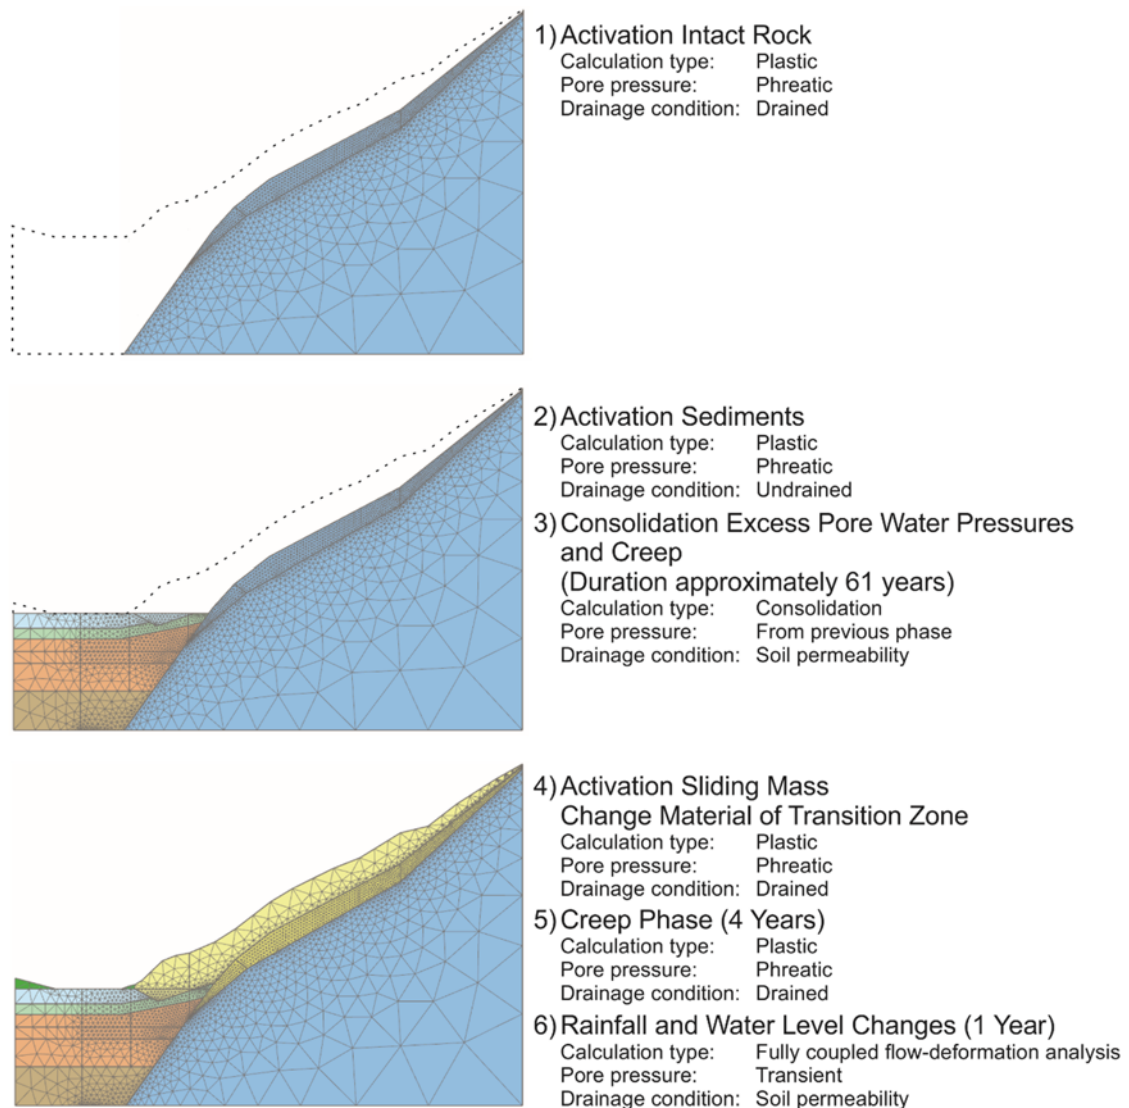 1) Activation Intact Rock
Calculation type: Plastic
Pore pressure: Phreatic
Drainage condition: Drained
2) Activation Sediments
Calculation type: Plastic
Pore pressure: Phreatic
Drainage condition: Undrained
3) Consolidation Excess Pore Water Pressures
and Creep
(Duration approximately 61 years)
Calculation type: Consolidation
Pore pressure: From previous phase
Drainage condition: Soil permeability
4) Activation Sliding Mass
Change Material of Transition Zone
Calculation type: Plastic
Pore pressure: Phreatic
Drainage condition: Drained
5) Creep Phase (4 Years)
Calculation type: Plastic
Pore pressure: Phreatic
Drainage condition: Drained
6) Rainfall and Water Level Changes (1 Year)
Calculation type: Fully coupled flow-deformation analysis
Pore pressure: Transient
Drainage condition: Soil permeability